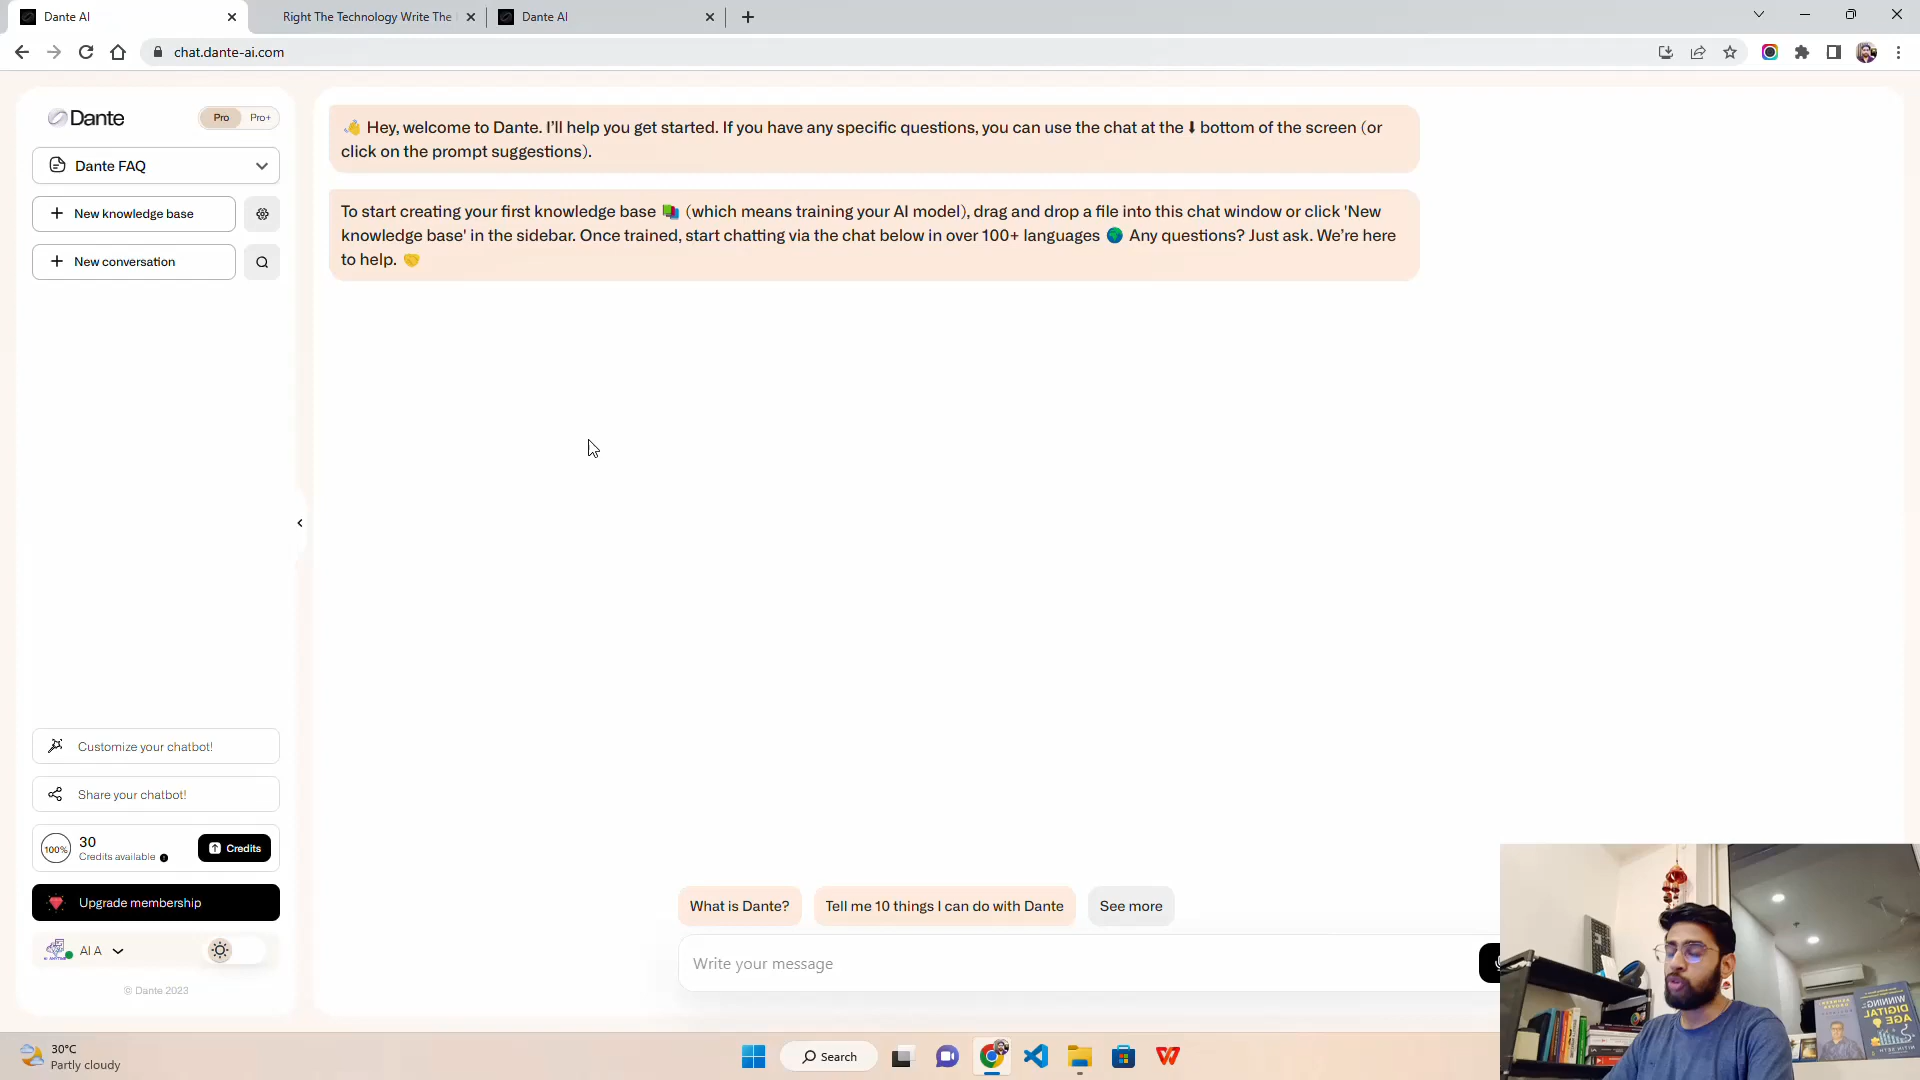 Dante AI
Right The Technology Write The
Dante AI
chat.dante-ai.com
Dante
Pro
Pro+
Dante FAQ
New knowledge base
New conversation
👋 Hey, welcome to Dante. I’ll help you get started. If you have any specific questions, you can use the chat at the ⬇ bottom of the screen (or
click on the prompt suggestions).
To start creating your first knowledge base 📚 (which means training your AI model), drag and drop a file into this chat window or click 'New
knowledge base' in the sidebar. Once trained, start chatting via the chat below in over 100+ languages 🌍 Any questions? Just ask. We’re here
to help. 🤝
Customize your chatbot!
Share your chatbot!
100%
30
Credits available
Credits
Upgrade membership
AI A
© Dante 2023
What is Dante?
Tell me 10 things I can do with Dante
See more
Write your message
30°C
Partly cloudy
Search
WINNING
DIGITAL
AGE